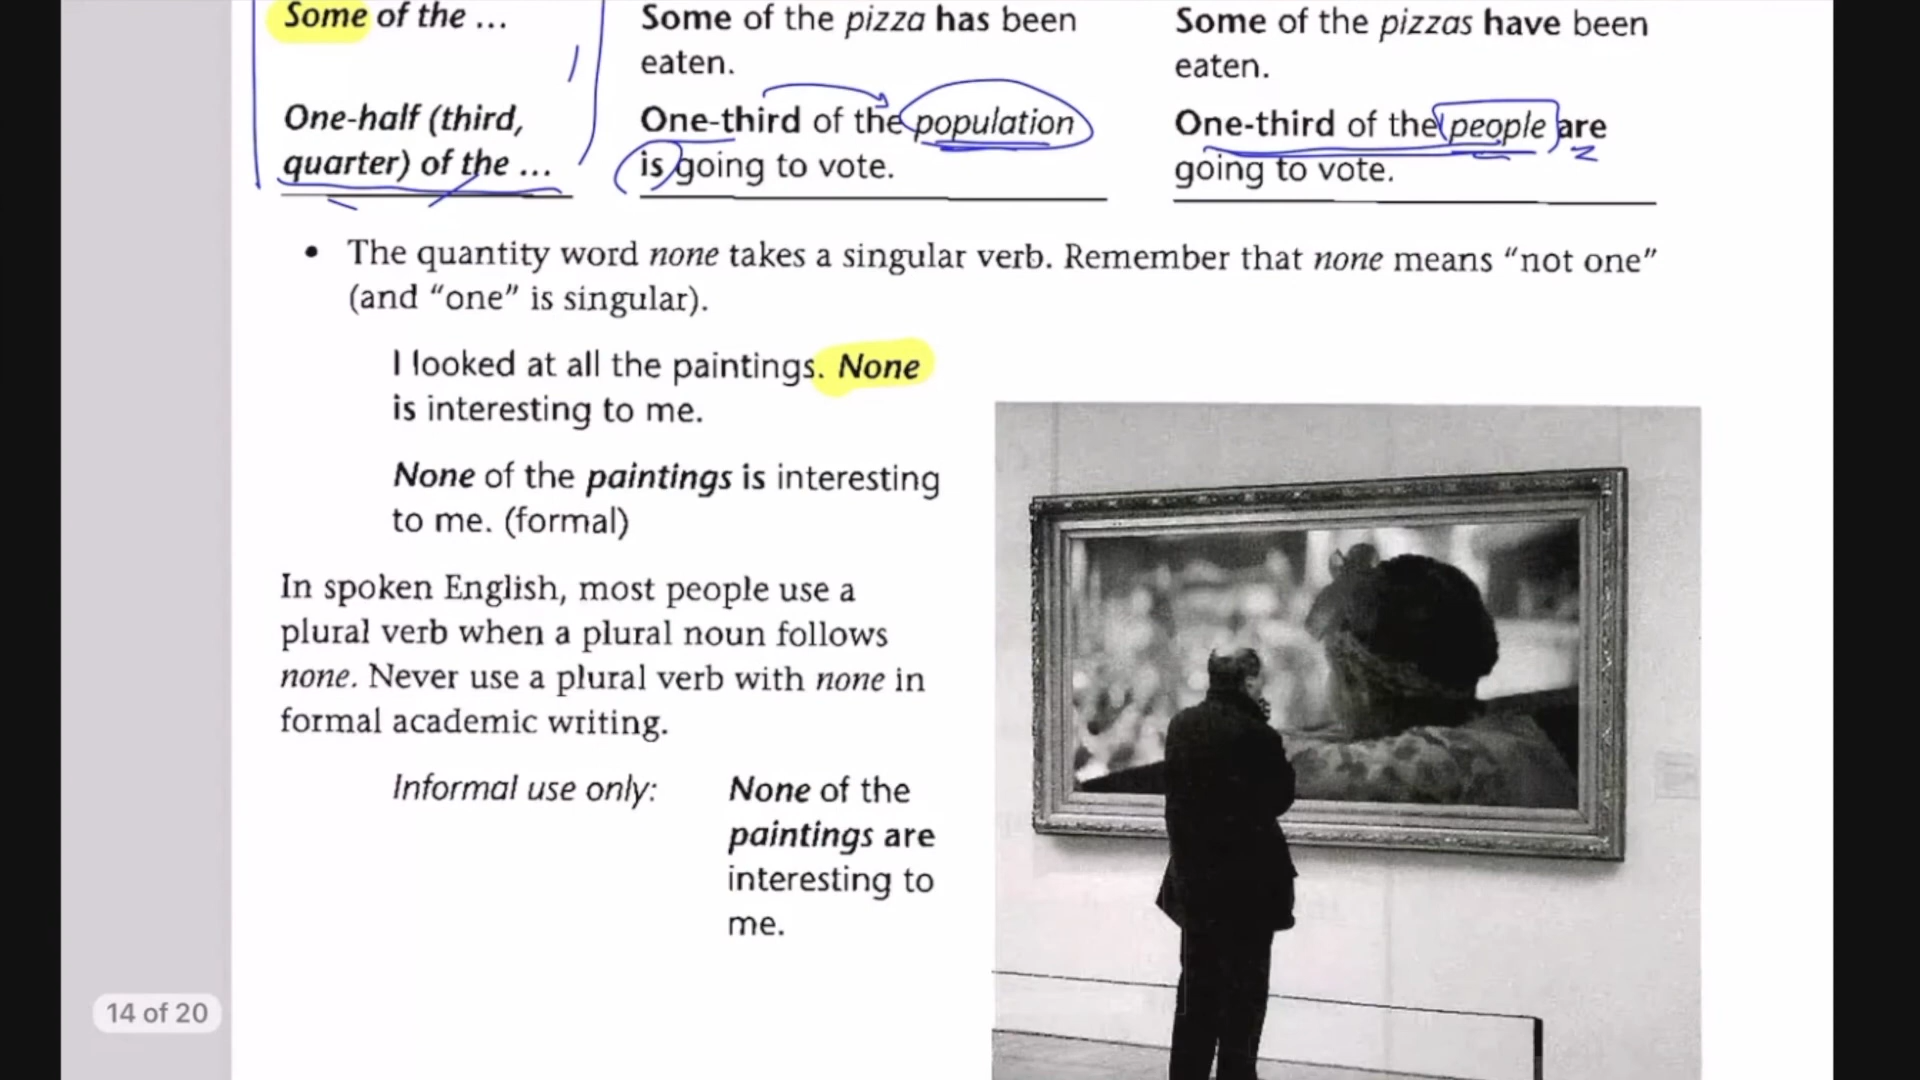 Some of the ...
Some of the pizza has been
eaten.
Some of the pizzas have been
eaten.
One-half (third,
quarter) of the ...
One-third of the population
is going to vote.
One-third of the people are
going to vote.
• The quantity word none takes a singular verb. Remember that none means “not one”
(and “one” is singular).
I looked at all the paintings. None
is interesting to me.
None of the paintings is interesting
to me. (formal)
In spoken English, most people use a
plural verb when a plural noun follows
none. Never use a plural verb with none in
formal academic writing.
Informal use only:
None of the
paintings are
interesting to
me.
14 of 20